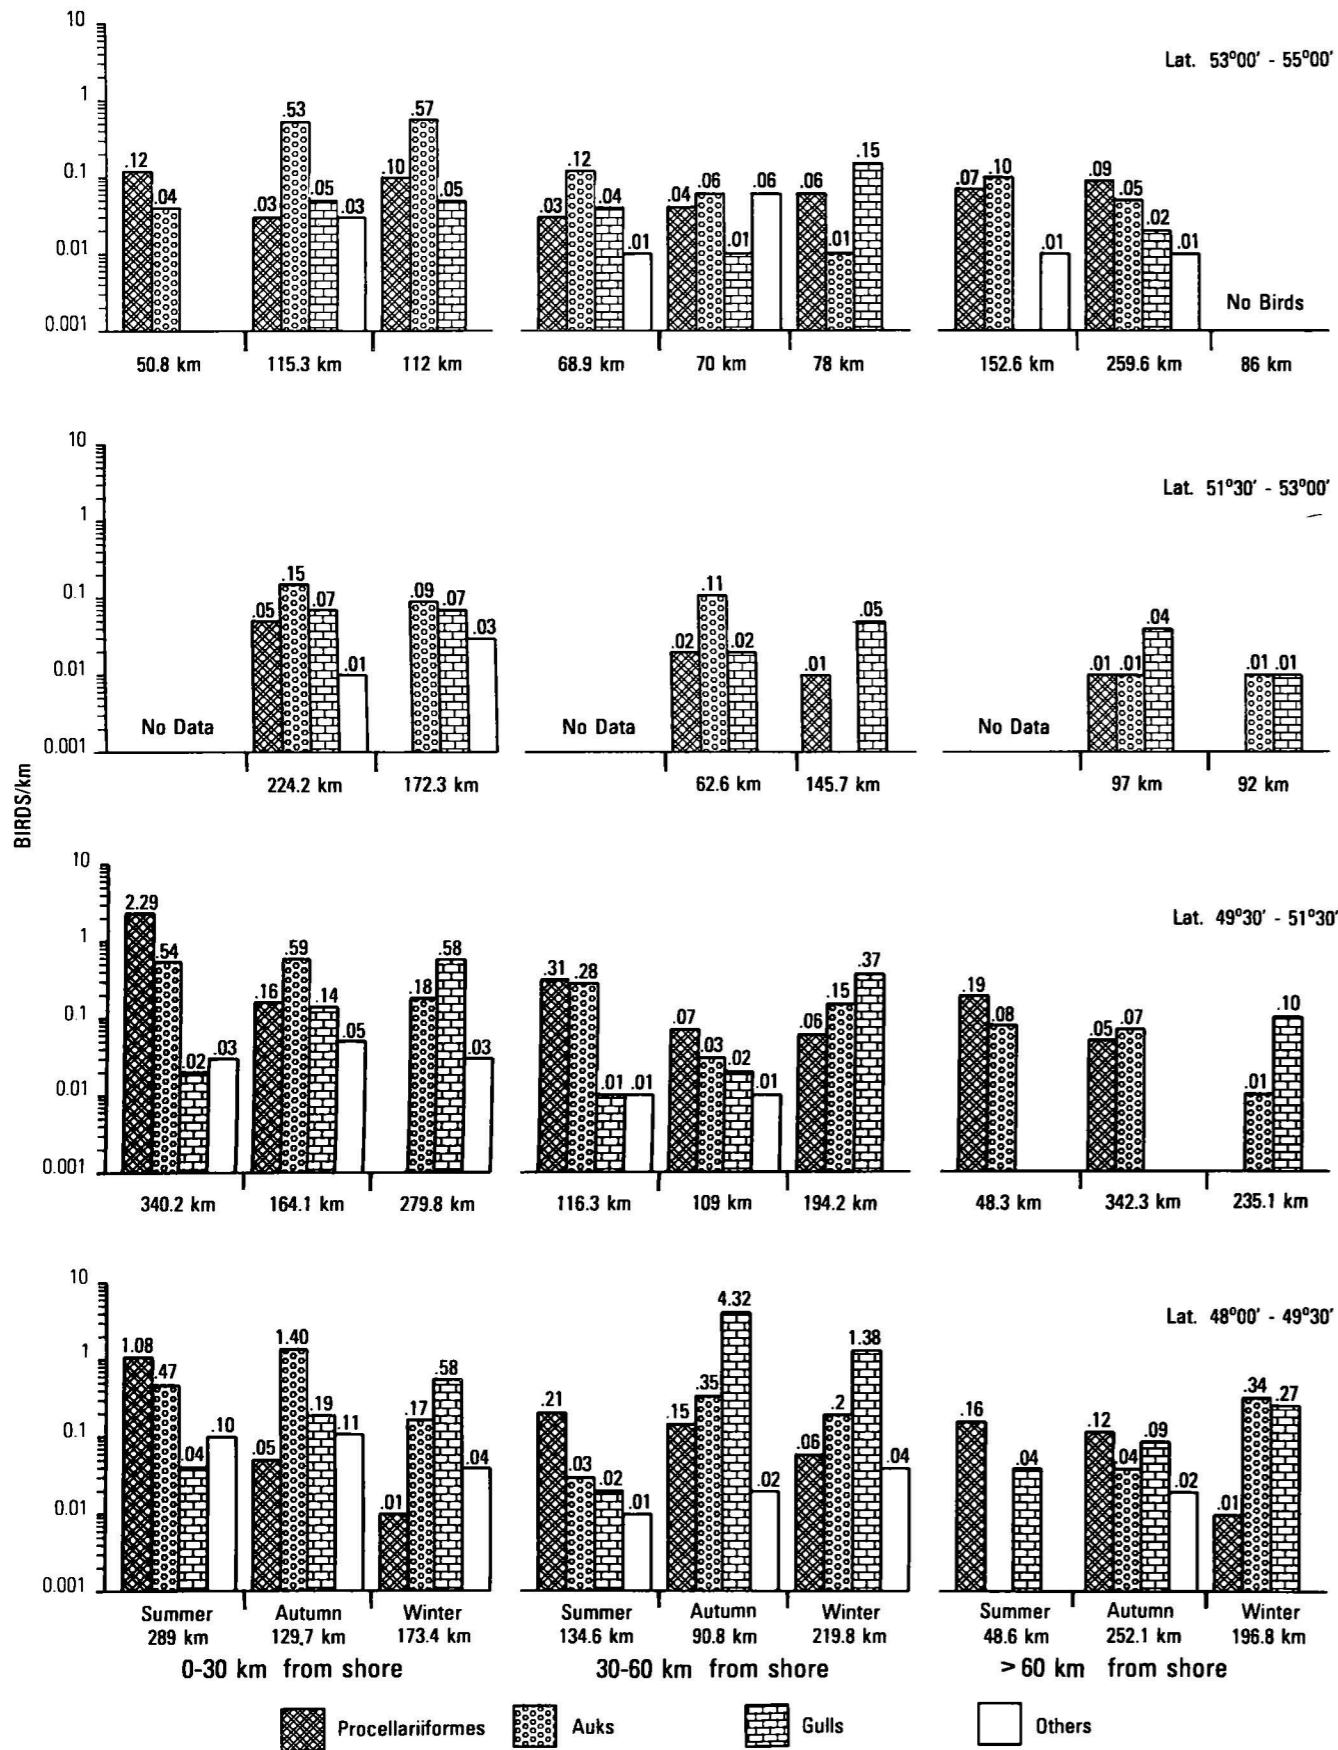 BIRDS/km
Lat. 53°00' - 55°00'
10
1
0.1
0.01
0.001
.12 .04 .03 .53 .05 .03 .10 .57 .05
.03 .12 .04 .01 .04 .06 .01 .06 .06 .01 .15
.07 .10 .01 .09 .05 .02 .01 No Birds
50.8 km 115.3 km 112 km 68.9 km 70 km 78 km 152.6 km 259.6 km 86 km
Lat. 51°30' - 53°00'
10
1
0.1
0.01
0.001
No Data .05 .15 .07 .01 .09 .07 .03
No Data .02 .11 .02 .01 .05
No Data .01 .01 .04 .01 .01
224.2 km 172.3 km 62.6 km 145.7 km 97 km 92 km
Lat. 49°30' - 51°30'
10
1
0.1
0.01
0.001
2.29 .54 .02 .03 .16 .59 .14 .05 .18 .58 .03
.31 .28 .01 .01 .07 .03 .02 .01 .06 .15 .37
.19 .08 .05 .07 .01 .10
340.2 km 164.1 km 279.8 km 116.3 km 109 km 194.2 km 48.3 km 342.3 km 235.1 km
Lat. 48°00' - 49°30'
10
1
0.1
0.01
0.001
1.08 .47 .04 .10 .05 1.40 .19 .11 .01 .17 .58 .04
.21 .03 .02 .01 .15 .35 4.32 .02 .06 .2 1.38 .04
.16 .04 .12 .04 .09 .02 .01 .34 .27
Summer Autumn Winter Summer Autumn Winter Summer Autumn Winter
289 km 129.7 km 173.4 km 134.6 km 90.8 km 219.8 km 48.6 km 252.1 km 196.8 km
0-30 km from shore 30-60 km from shore > 60 km from shore
Procellariiformes Auks Gulls Others